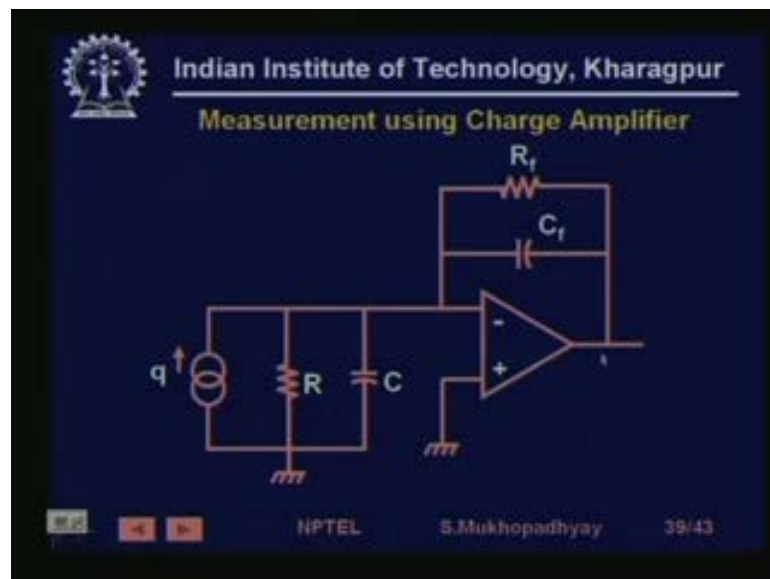 Indian Institute of Technology, Kharagpur
Measurement using Charge Amplifier
Rf
Cf
-
q
R
C
+
NPTEL S.Mukhopadhyay 39/43